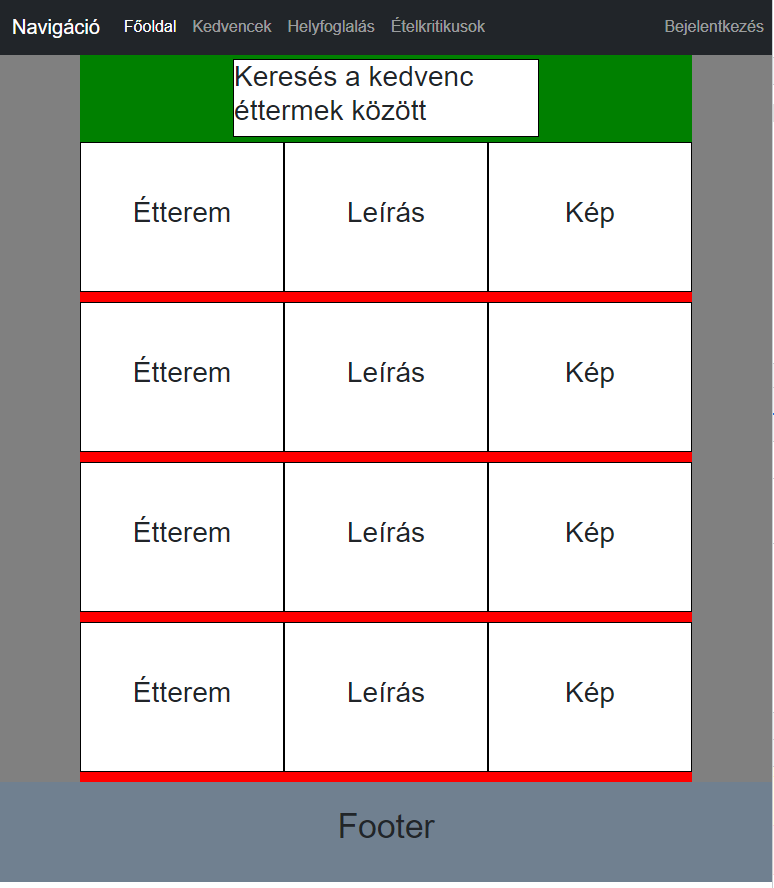 Navigáció Főoldal Kedvencek Helyfoglalás Ételkritikusok Bejelentkezés
Keresés a kedvenc
éttermek között
Étterem Leírás Kép
Étterem Leírás Kép
Étterem Leírás Kép
Étterem Leírás Kép
Footer